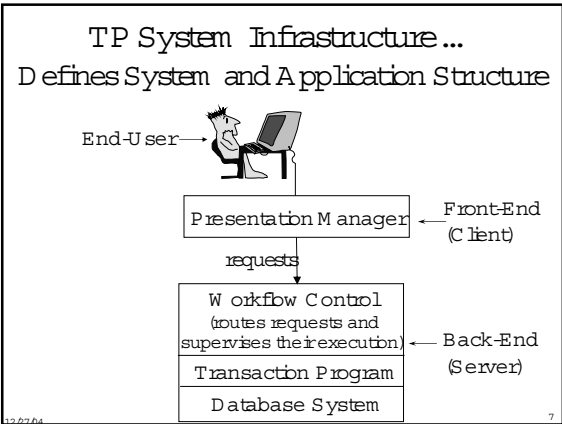 TP System Infrastructure...
Defines System and Application Structure
End-User
Presentation Manager
Front-End
(Client)
requests
Workflow Control
(routes requests and
supervises their execution)
Back-End
(Server)
Transaction Program
Database System
12/27/04
7